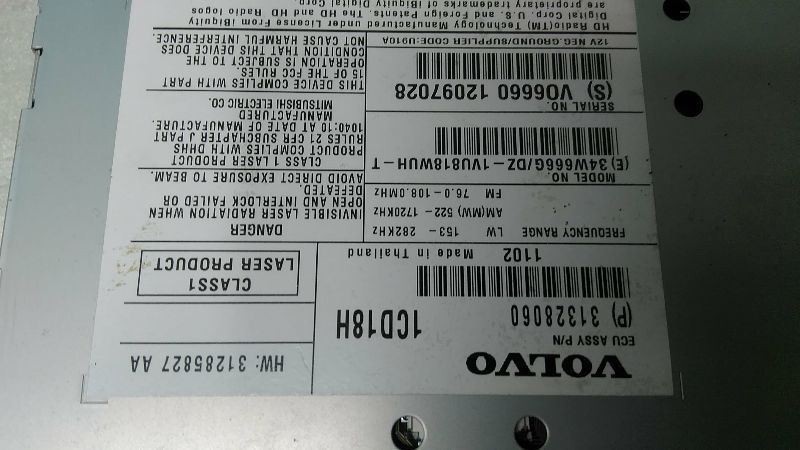 VOLVO
ECU ASSY P/N
(P) 31328060
1CD18H
1102 Made in Thailand
FREQUENCY RANGE LW 153- 282KHz
AM(MW) 522- 1720KHz
FM 76.0-108.0MHz
MODEL NO.
(E) 34W666G/DZ-1VU818WUH-T
SERIAL NO.
(S) VO6660 12097028
12V NEG.GROUND/SUPPLIER CODE:U910A
HW: 31285827 AA
CLASS1
LASER PRODUCT
DANGER
INVISIBLE LASER RADIATION WHEN
OPEN AND INTERLOCK FAILED OR
DEFEATED.
AVOID DIRECT EXPOSURE TO BEAM.
CLASS 1 LASER PRODUCT
PRODUCT COMPLIES WITH DHHS
RULES 21 CFR SUBCHAPTER J PART
1040:10 AT DATE OF MANUFACTURE.
MANUFACTURED
MITSUBISHI ELECTRIC CO.
THIS DEVICE COMPLIES WITH PART
15 OF THE FCC RULES.
OPERATION IS SUBJECT TO THE
CONDITION THAT THIS DEVICE DOES
NOT CAUSE HARMFUL INTERFERENCE.
HD Radio(TM) Technology Manufactured under License From iBiquity
Digital Corp. U.S. and Foreign Patents. The HD and HD Radio logos
are proprietary trademarks of iBiquity Digital Corp.